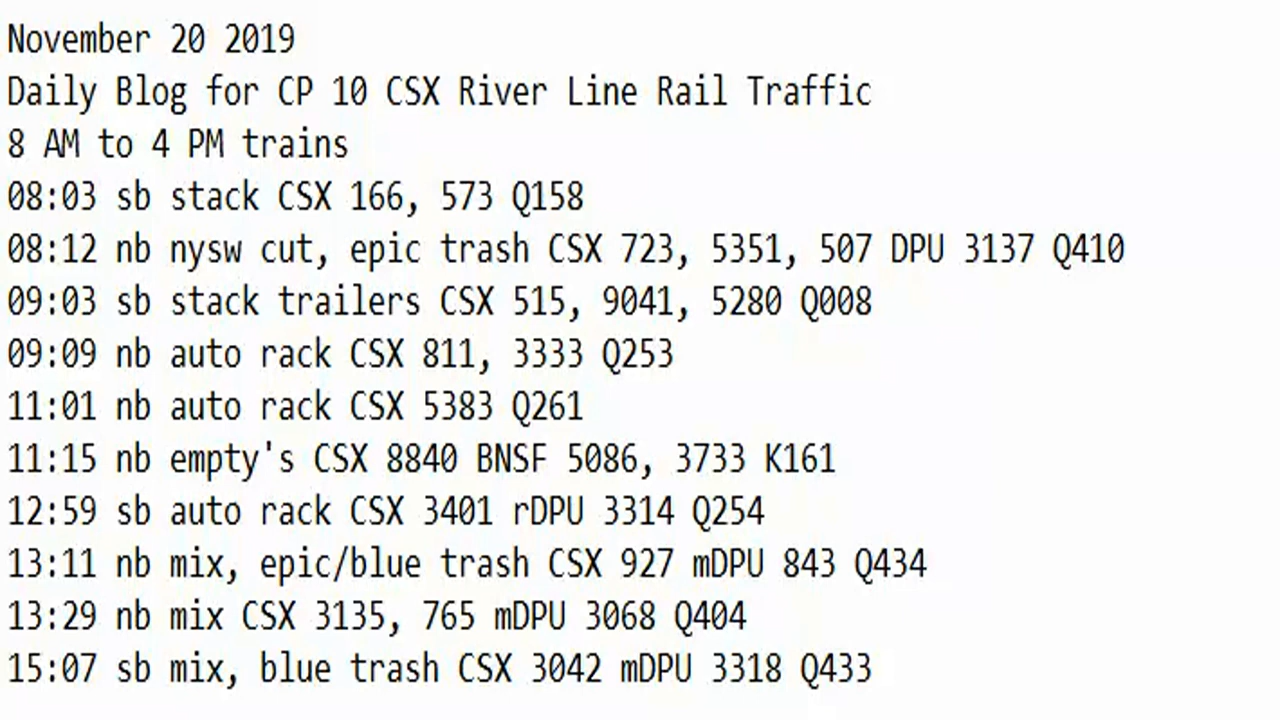 November 20 2019
Daily Blog for CP 10 CSX River Line Rail Traffic
8 AM to 4 PM trains
08:03 sb stack CSX 166, 573 Q158
08:12 nb nysw cut, epic trash CSX 723, 5351, 507 DPU 3137 Q410
09:03 sb stack trailers CSX 515, 9041, 5280 Q008
09:09 nb auto rack CSX 811, 3333 Q253
11:01 nb auto rack CSX 5383 Q261
11:15 nb empty's CSX 8840 BNSF 5086, 3733 K161
12:59 sb auto rack CSX 3401 rDPU 3314 Q254
13:11 nb mix, epic/blue trash CSX 927 mDPU 843 Q434
13:29 nb mix CSX 3135, 765 mDPU 3068 Q404
15:07 sb mix, blue trash CSX 3042 mDPU 3318 Q433